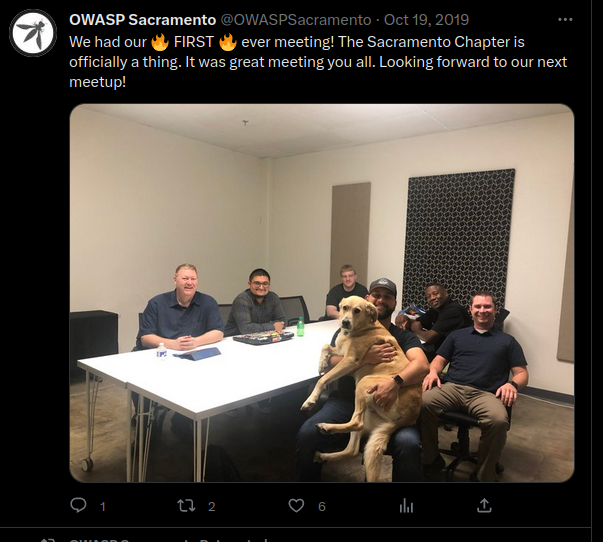 OWASP Sacramento @OWASPSacramento · Oct 19, 2019
We had our 🔥 FIRST 🔥 ever meeting! The Sacramento Chapter is
officially a thing. It was great meeting you all. Looking forward to our next
meetup!
1 2 6